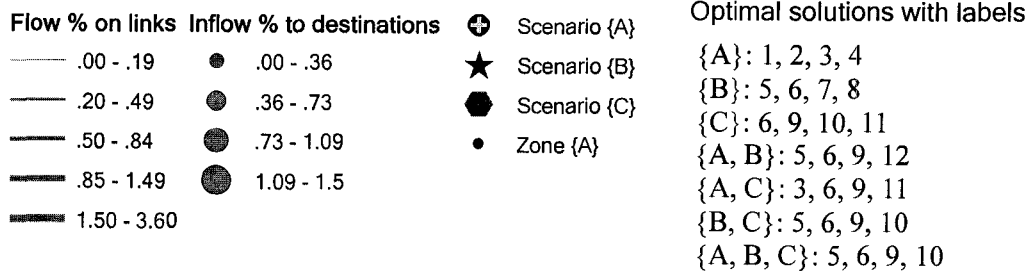 Flow % on links
.00 - .19
.20 - .49
.50 - .84
.85 - 1.49
1.50 - 3.60
Inflow % to destinations
.00 - .36
.36 - .73
.73 - 1.09
1.09 - 1.5
Scenario {A}
Scenario {B}
Scenario {C}
Zone {A}
Optimal solutions with labels
{A}: 1, 2, 3, 4
{B}: 5, 6, 7, 8
{C}: 6, 9, 10, 11
{A, B}: 5, 6, 9, 12
{A, C}: 3, 6, 9, 11
{B, C}: 5, 6, 9, 10
{A, B, C}: 5, 6, 9, 10